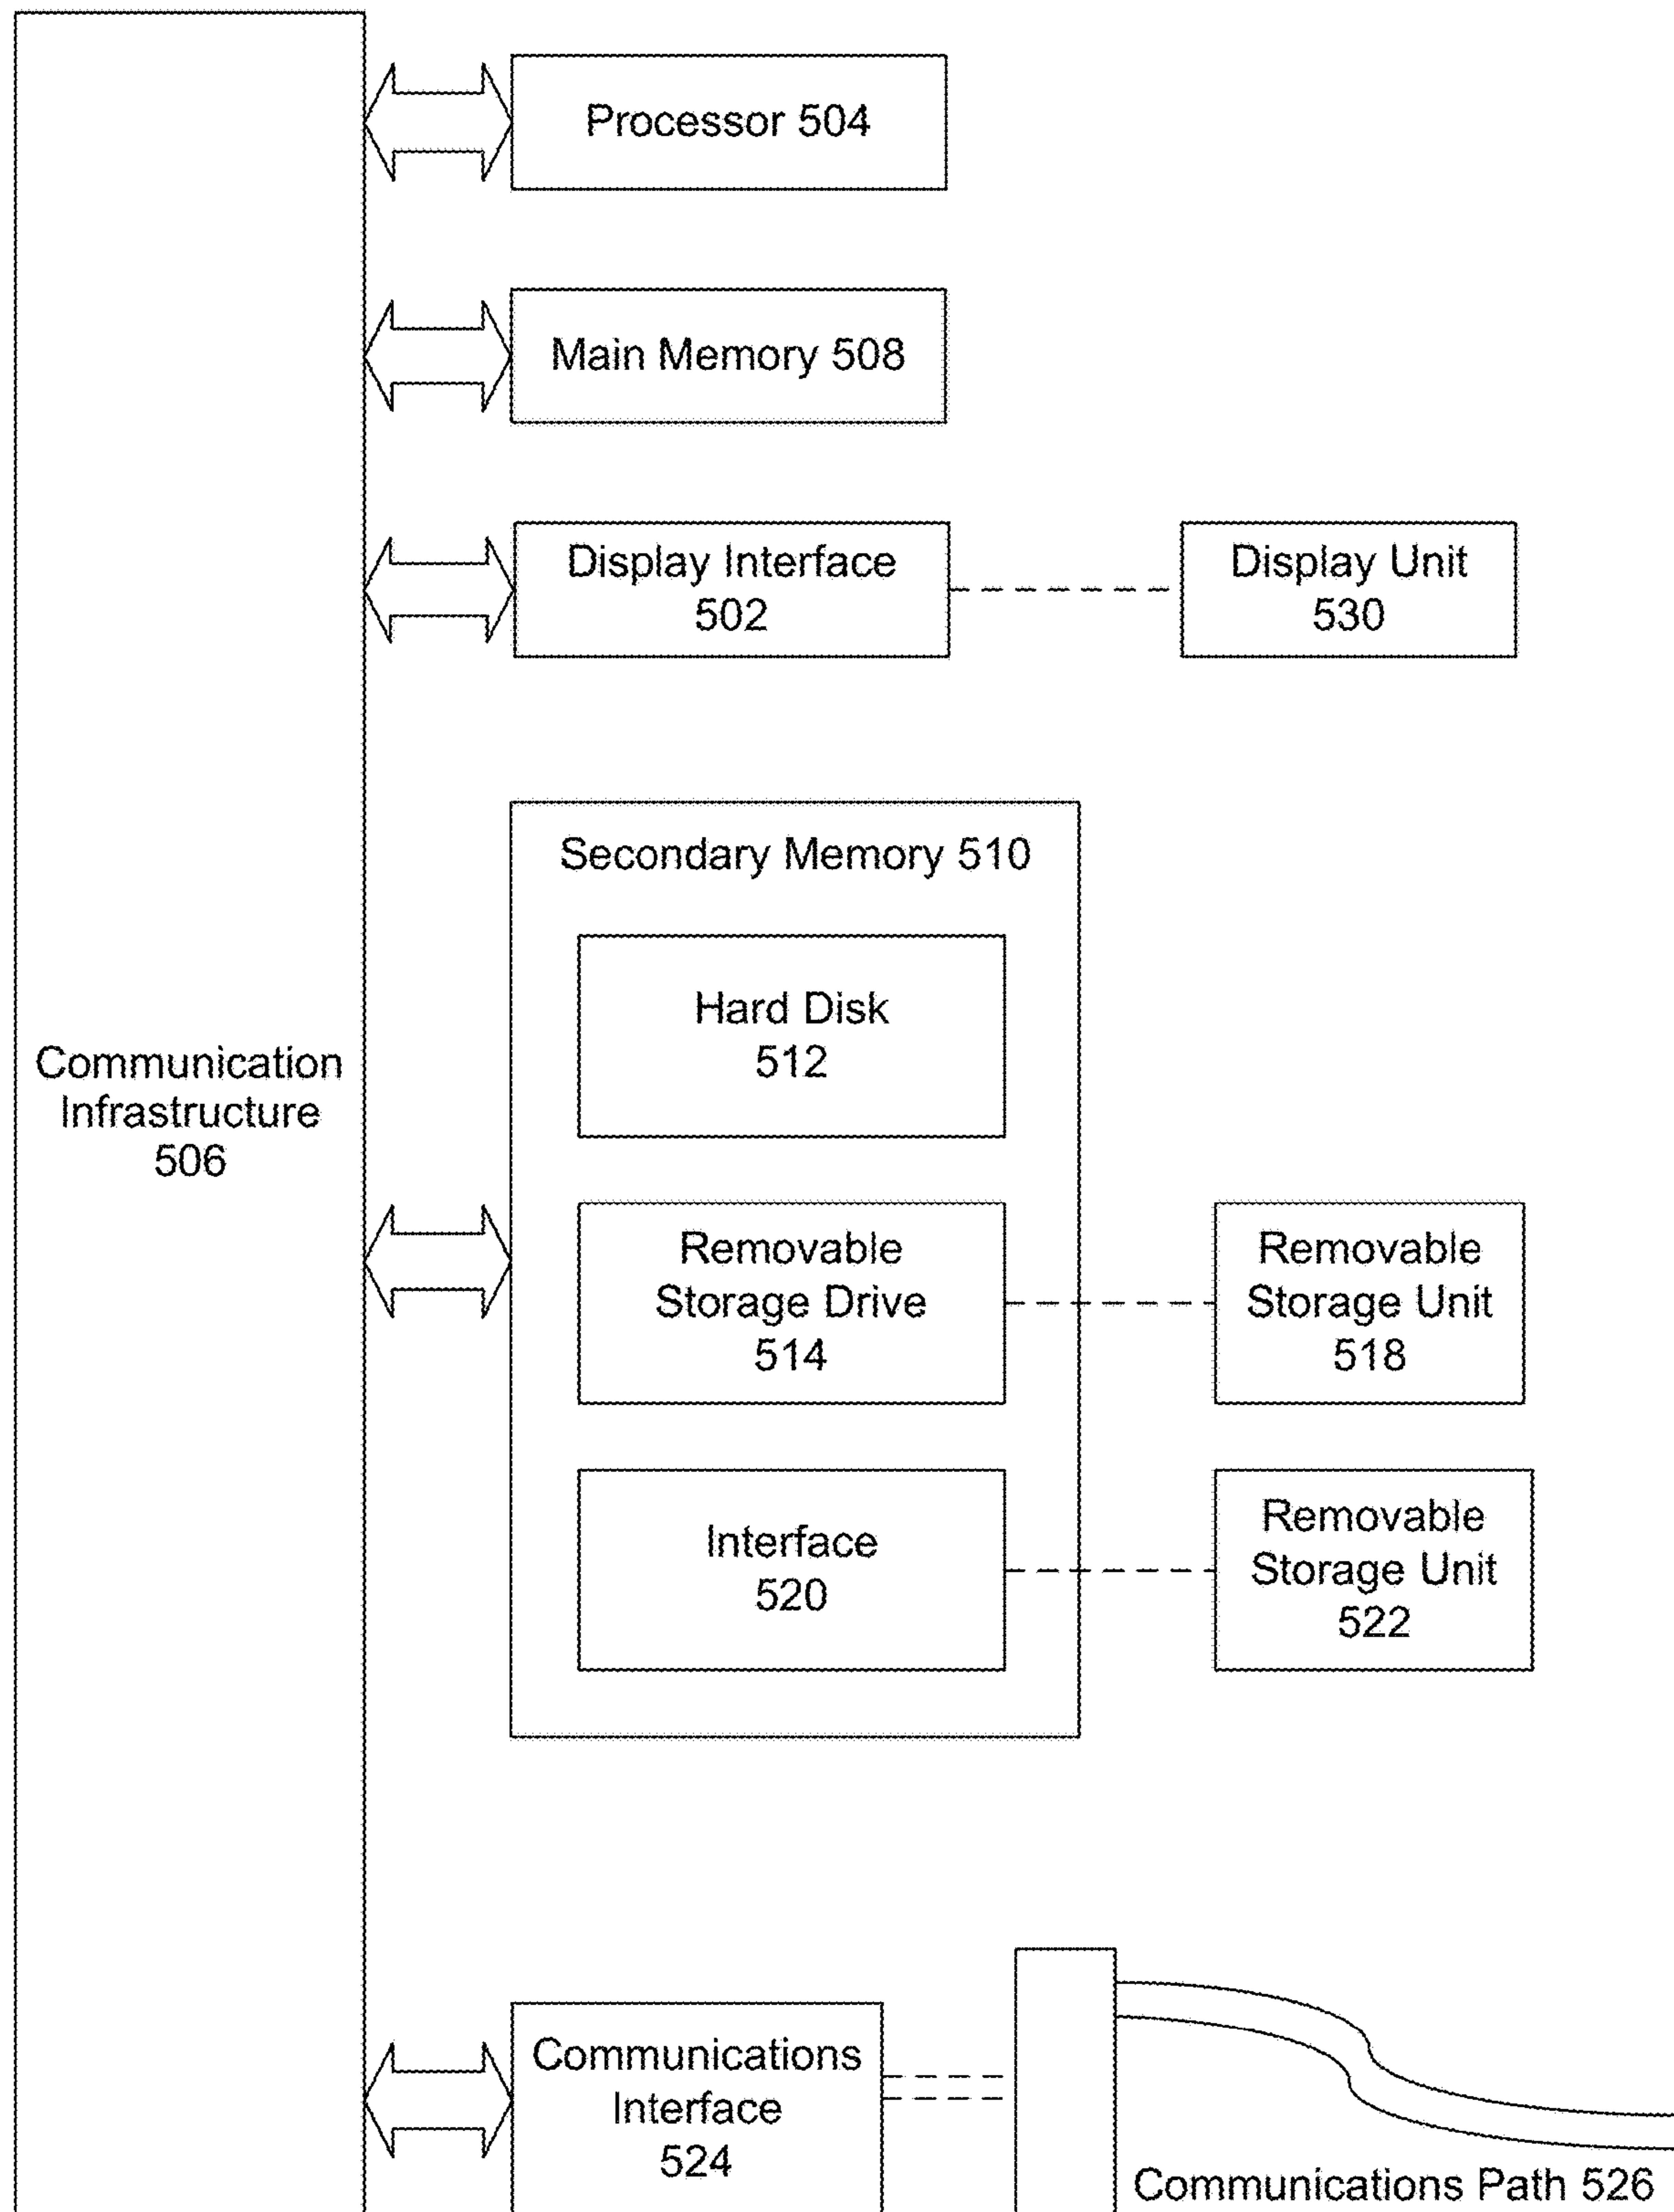 Processor 504
Main Memory 508
Display Interface
502
Display Unit
530
Secondary Memory 510
Hard Disk
512
Communication
Infrastructure
506
Removable
Storage Drive
514
Removable
Storage Unit
518
Interface
520
Removable
Storage Unit
522
Communications
Interface
524
Communications Path 526